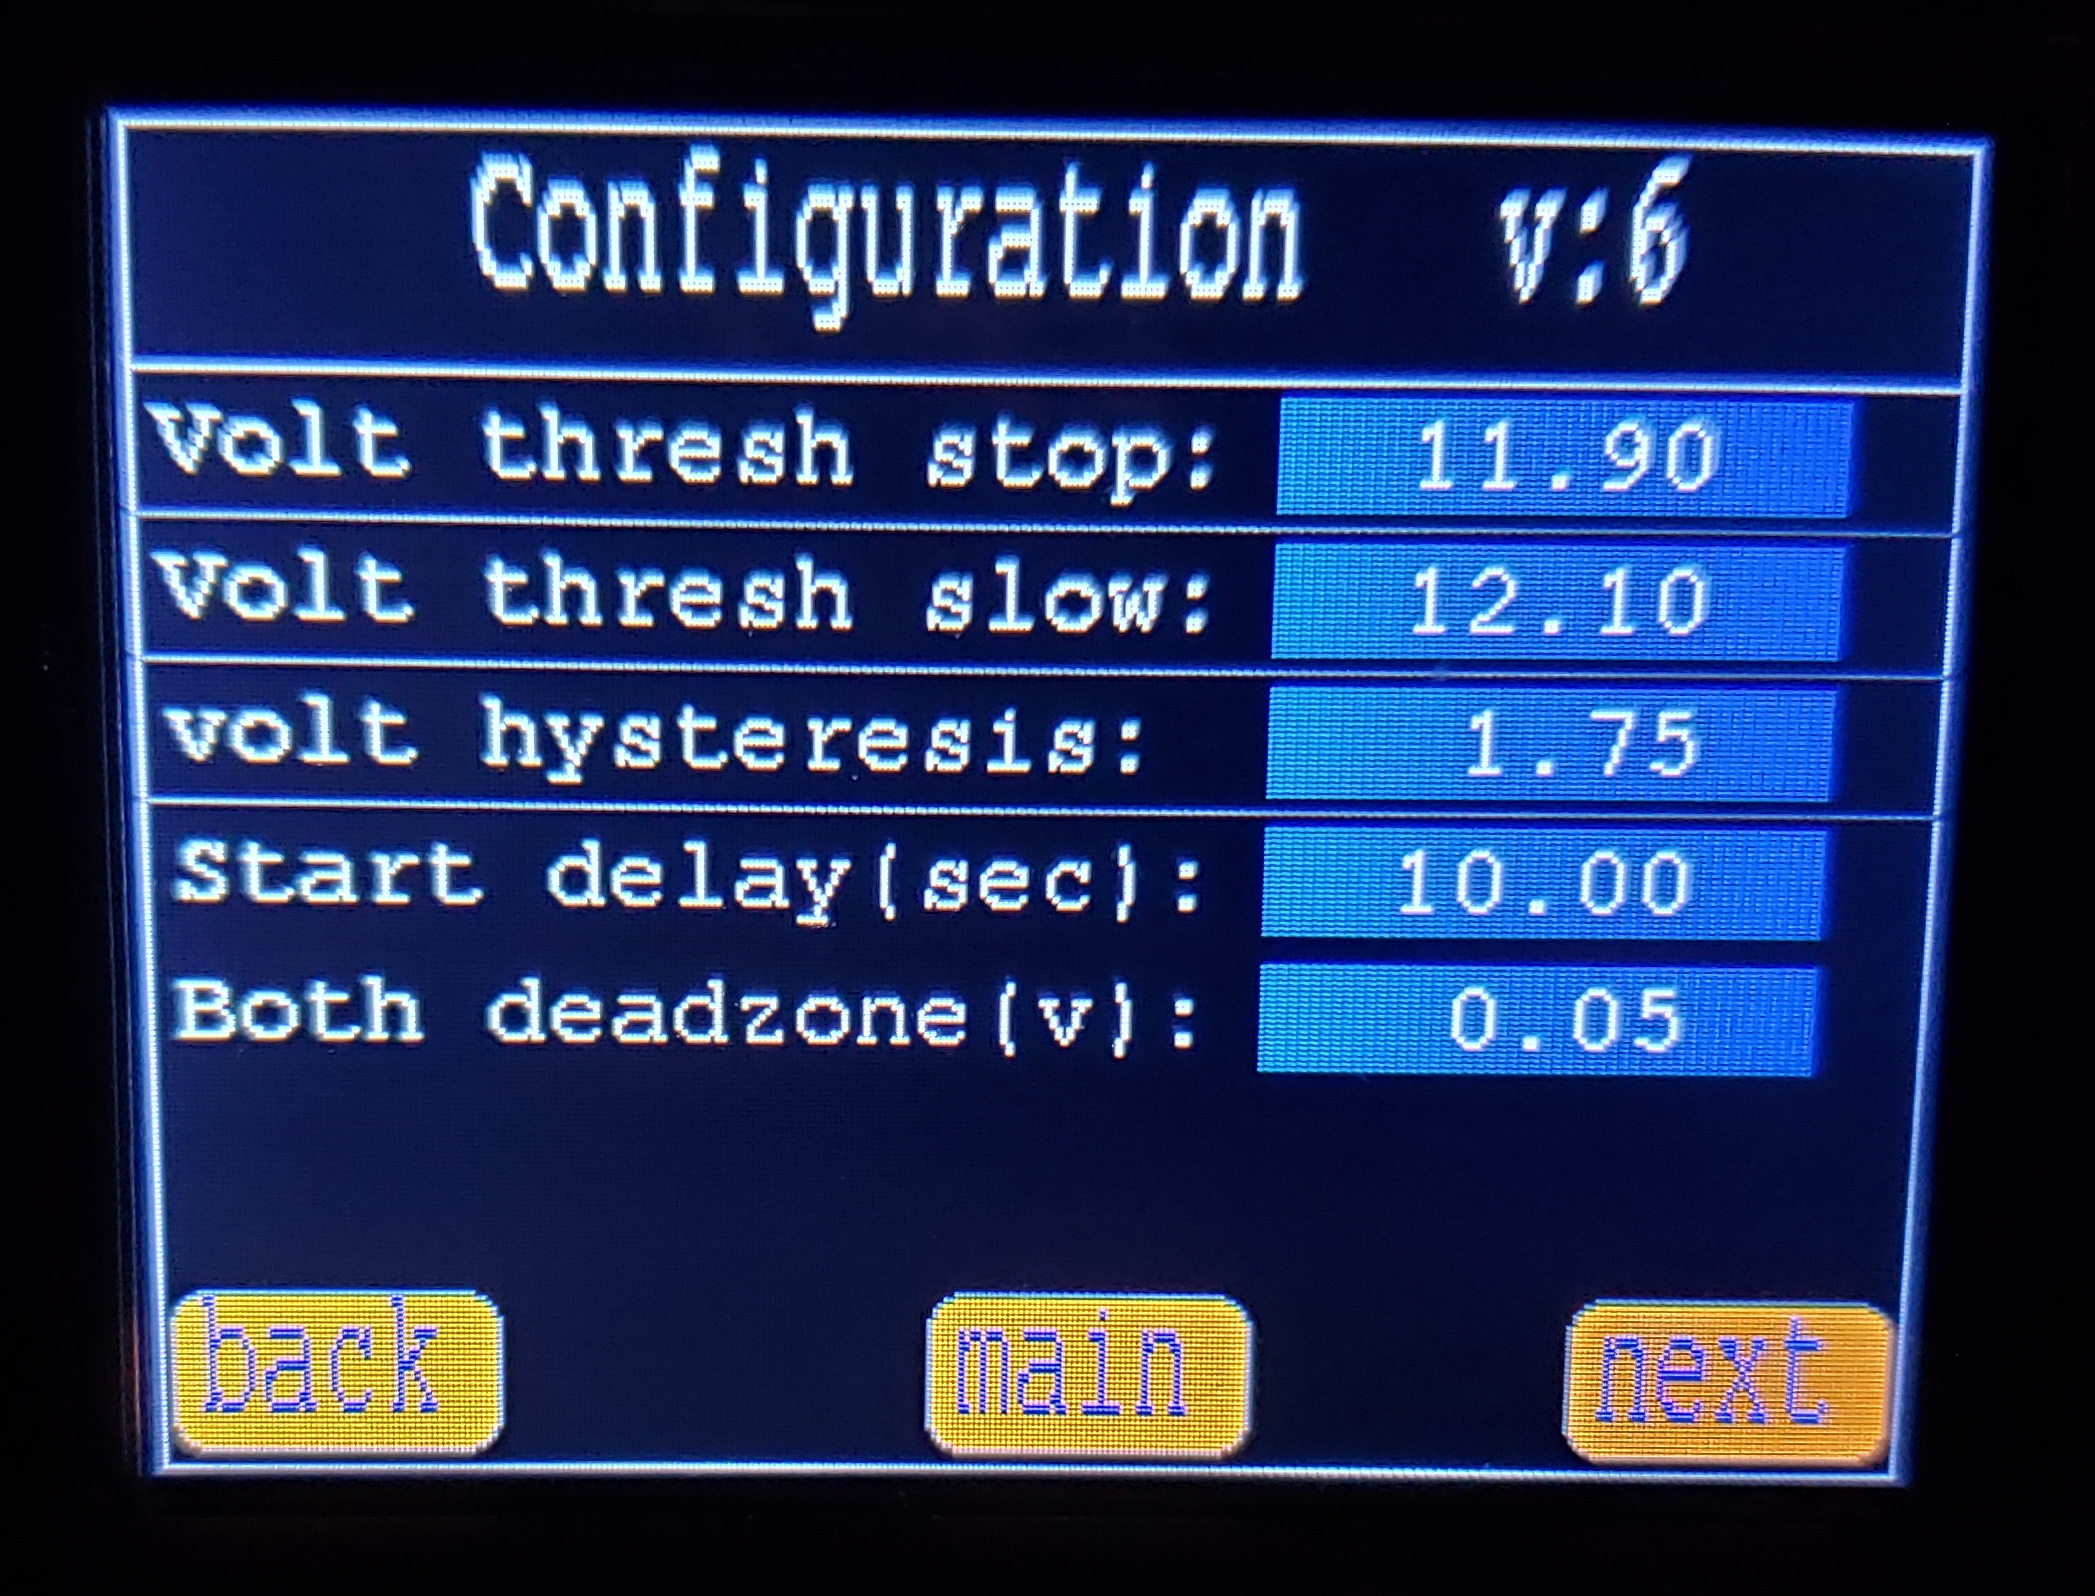 Configuration v:6
Volt thresh stop: 11.90
Volt thresh slow: 12.10
volt hysteresis: 1.75
Start delay(sec): 10.00
Both deadzone(v): 0.05
back main next